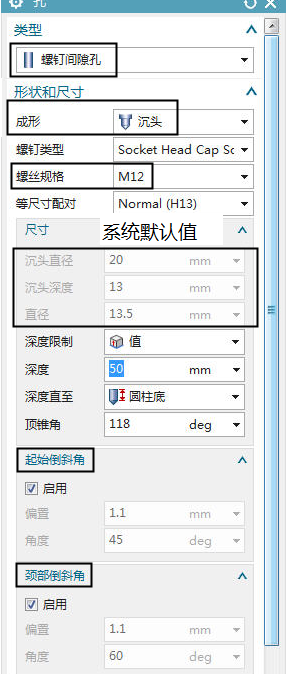 孔
类型
螺钉间隙孔
形状和尺寸
成形 沉头
螺钉类型 Socket Head Cap Sc
螺丝规格 M12
等尺寸配对 Normal (H13)
尺寸 系统默认值
沉头直径 20 mm
沉头深度 13 mm
直径 13.5 mm
深度限制 值
深度 50 mm
深度直至 圆柱底
顶锥角 118 deg
起始倒斜角
启用
偏置 1.1 mm
角度 45 deg
颈部倒斜角
启用
偏置 1.1 mm
角度 60 deg